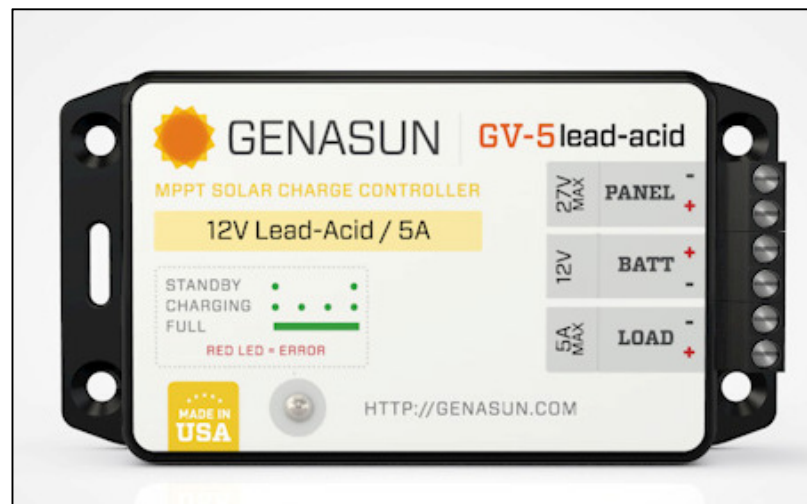 GENASUN GV-5 lead-acid
MPPT SOLAR CHARGE CONTROLLER
12V Lead-Acid / 5A
STANDBY
CHARGING
FULL
RED LED = ERROR
MADE IN
USA
HTTP://GENASUN.COM
27V MAX PANEL - +
12V BATT + -
5A MAX LOAD - +